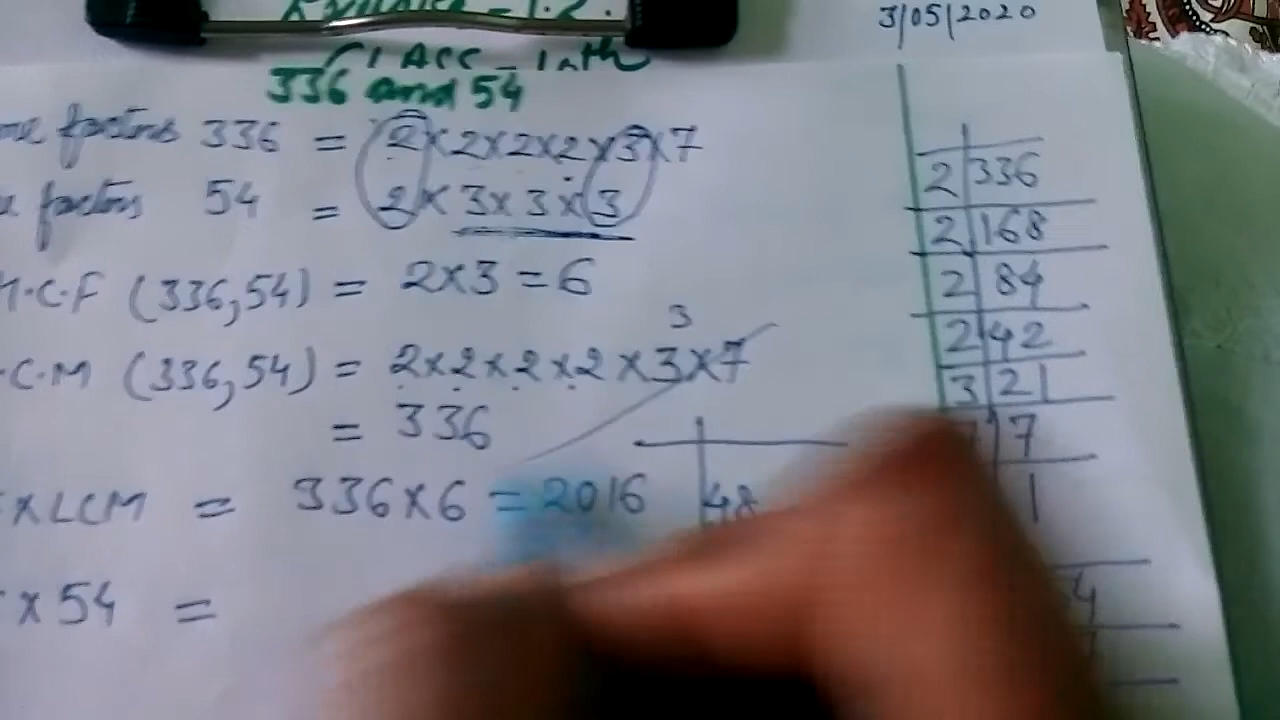 3/05/2020
336 and 54
factors 336 = 2×2×2×2×3×7
factors 54 = 2×3×3×3
H.C.F (336,54) = 2×3=6
3
.C.M (336,54) = 2×2×2×2×3×7
= 336
×LCM = 336×6 = 2016
×54 =
2 336
2 168
2 84
2 42
3 21
7
1
48
4